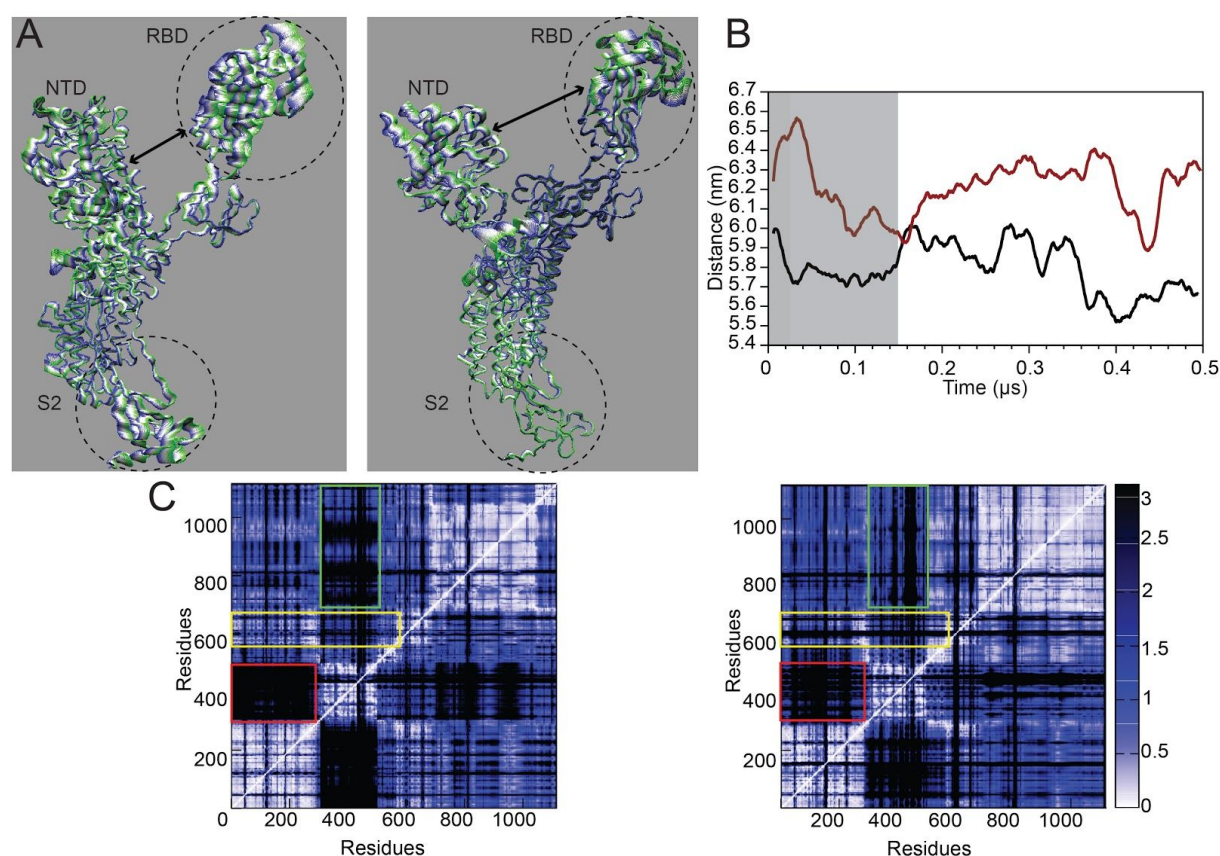 A
RBD
NTD
S2
RBD
NTD
S2
B
6.7
6.6
6.5
6.4
6.3
6.2
6.1
6.0
5.9
5.8
5.7
5.6
5.5
5.4
Distance (nm)
0 0.1 0.2 0.3 0.4 0.5
Time (µs)
C
1000
800
600
400
200
Residues
0 200 400 600 800 1000
Residues
1000
800
600
400
200
Residues
200 400 600 800 1000
Residues
3
2.5
2
1.5
1
0.5
0